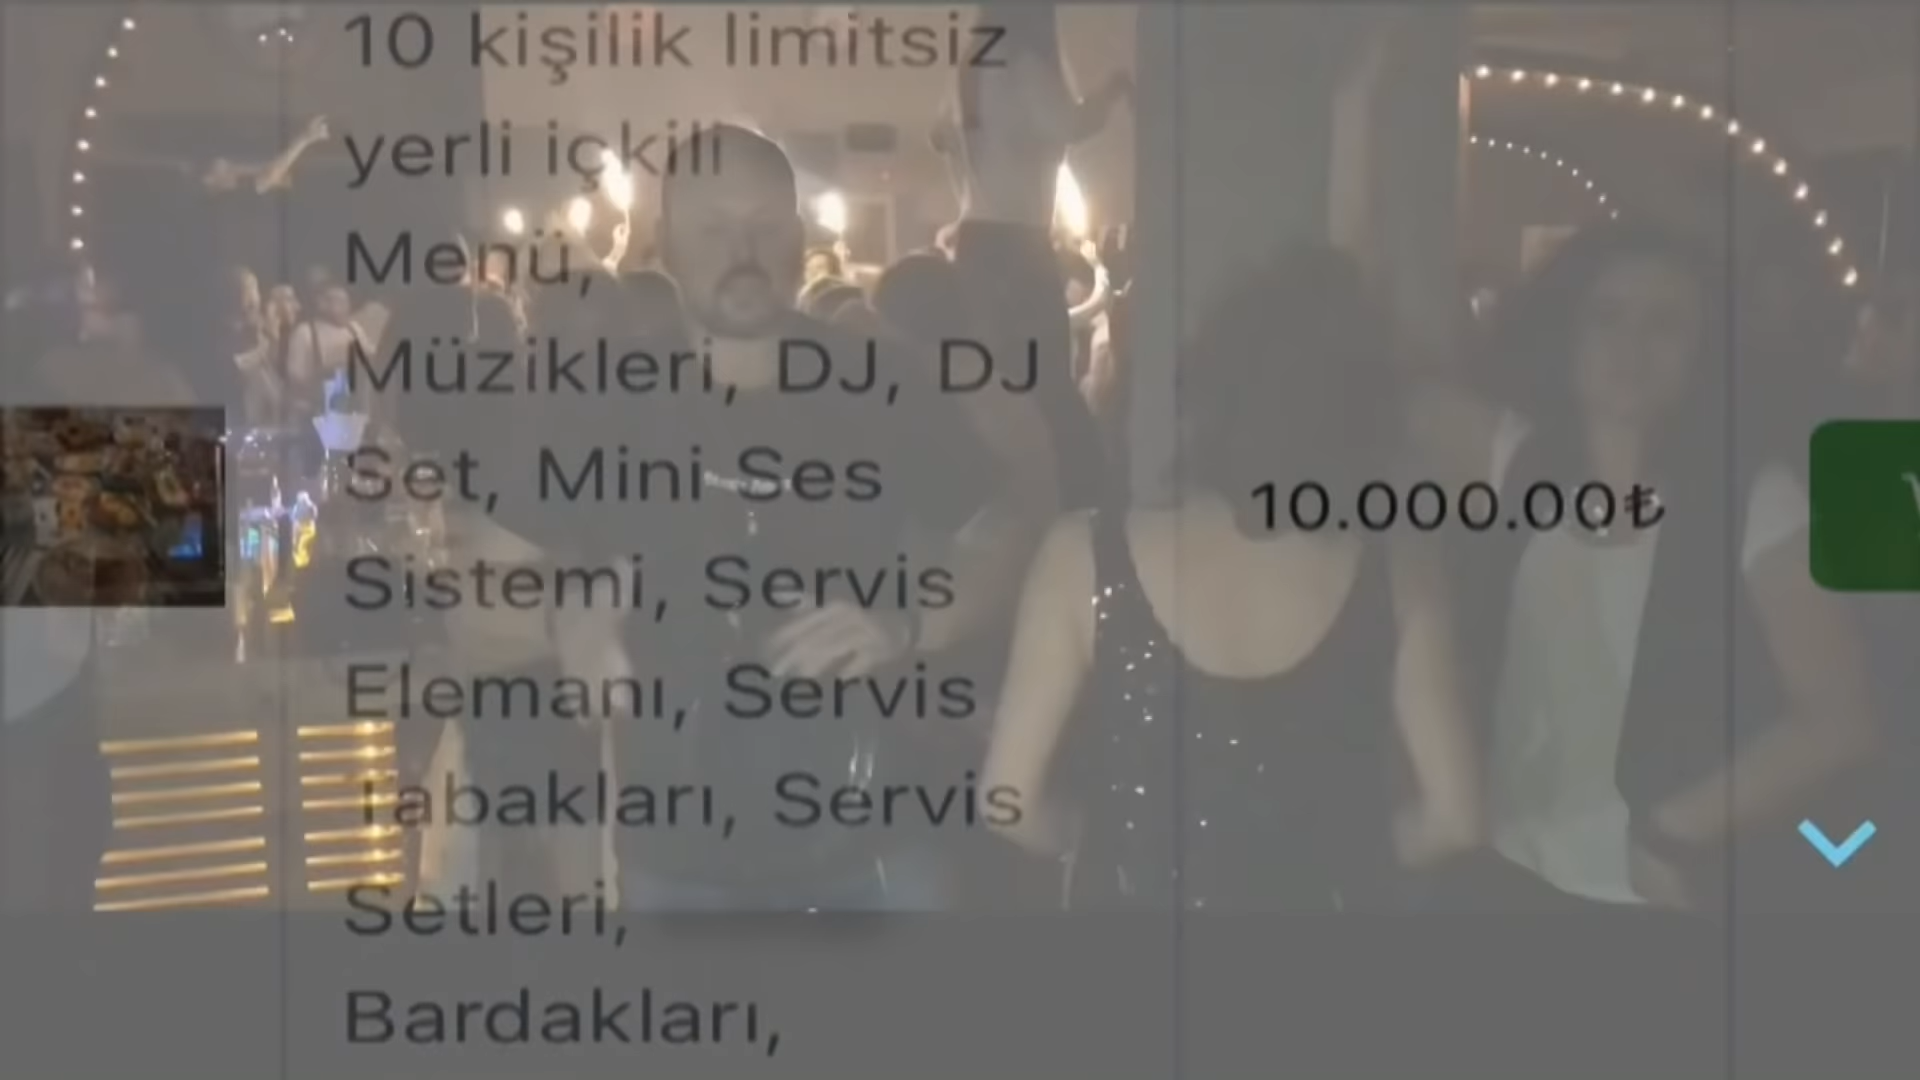 10 kişilik limitsiz
yerli içkili
Menü,
Müzikleri, DJ, DJ
Set, Mini Ses
Sistemi, Servis
Elemanı, Servis
Tabakları, Servis
Setleri,
Bardakları,
10.000.00₺